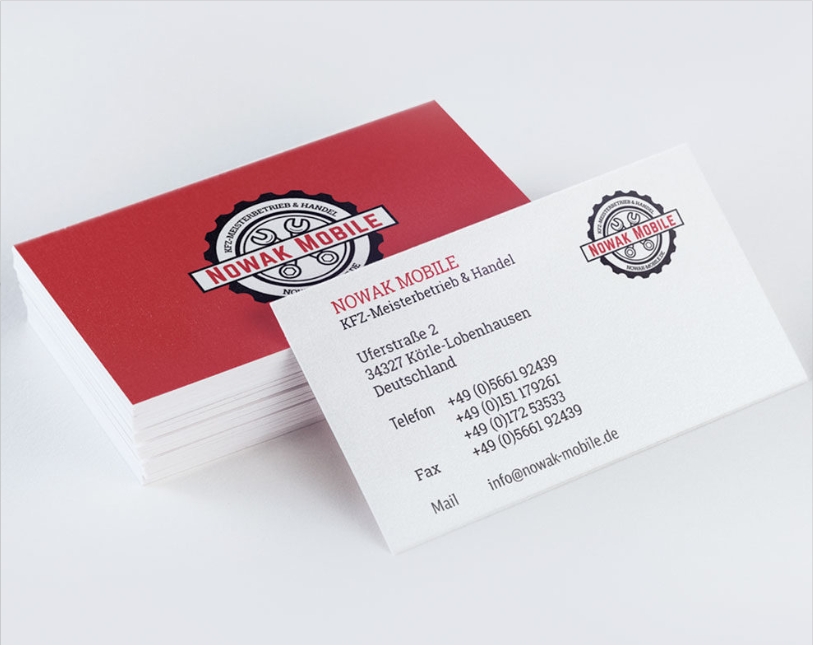 KFZ-MEISTERBETRIEB & HANDEL
NOWAK MOBILE
NOWAK MOBILE
KFZ-Meisterbetrieb & Handel
Uferstraße 2
34327 Körle-Lobenhausen
Deutschland
Telefon +49 (0)5661 92439
+49 (0)151 179261
+49 (0)172 53533
Fax +49 (0)5661 92439
Mail info@nowak-mobile.de
KFZ-MEISTERBETRIEB & HANDEL
NOWAK MOBILE